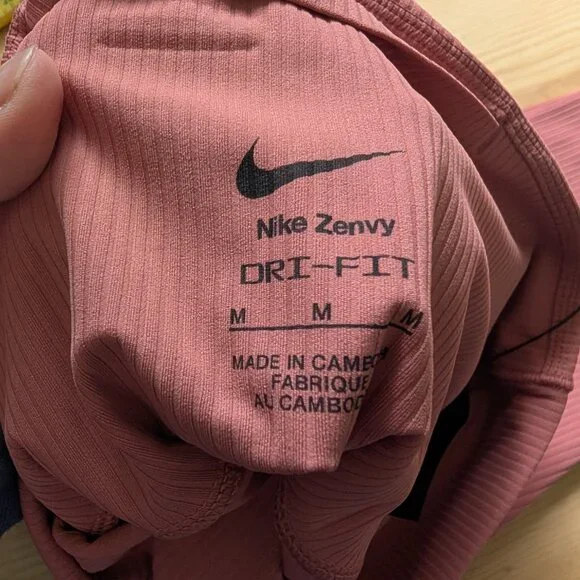 Nike Zenvy
DRI-FIT
M M M
MADE IN
FABRIQUE
AU